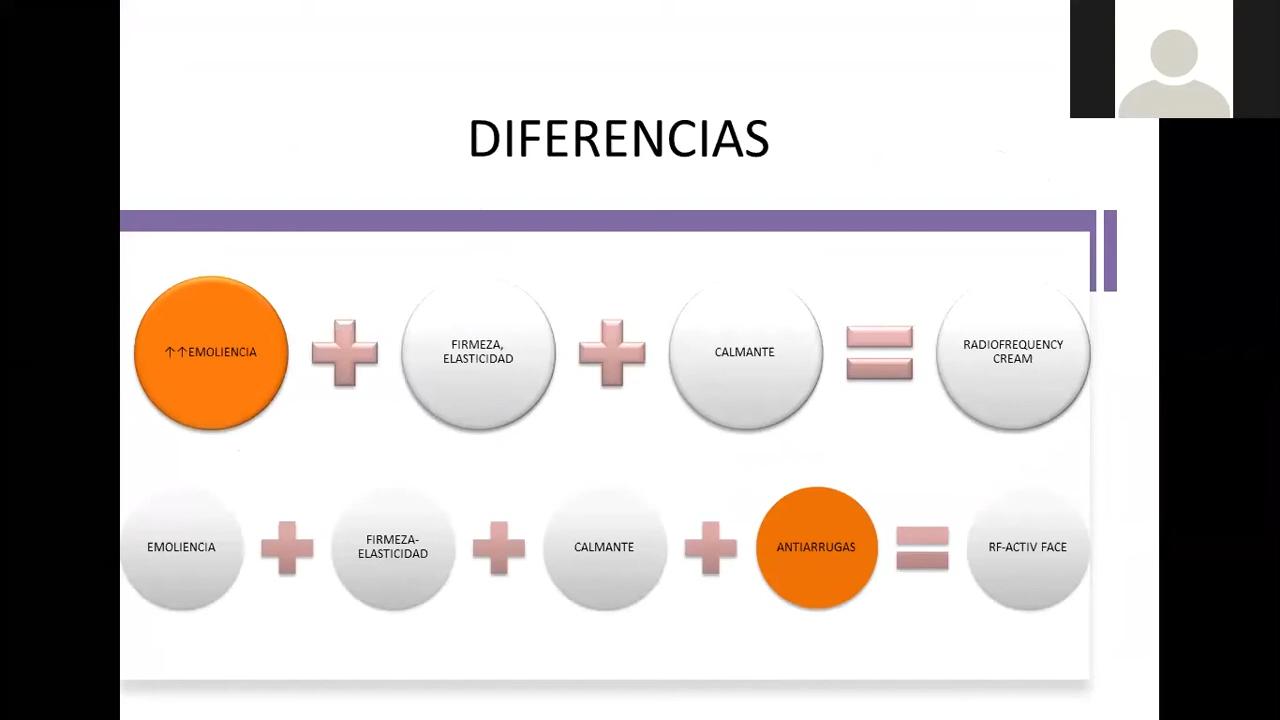 DIFERENCIAS
↑↑EMOLIENCIA
FIRMEZA,
ELASTICIDAD
CALMANTE
RADIOFREQUENCY
CREAM
EMOLIENCIA
FIRMEZA-
ELASTICIDAD
CALMANTE
ANTIARRUGAS
RF-ACTIV FACE